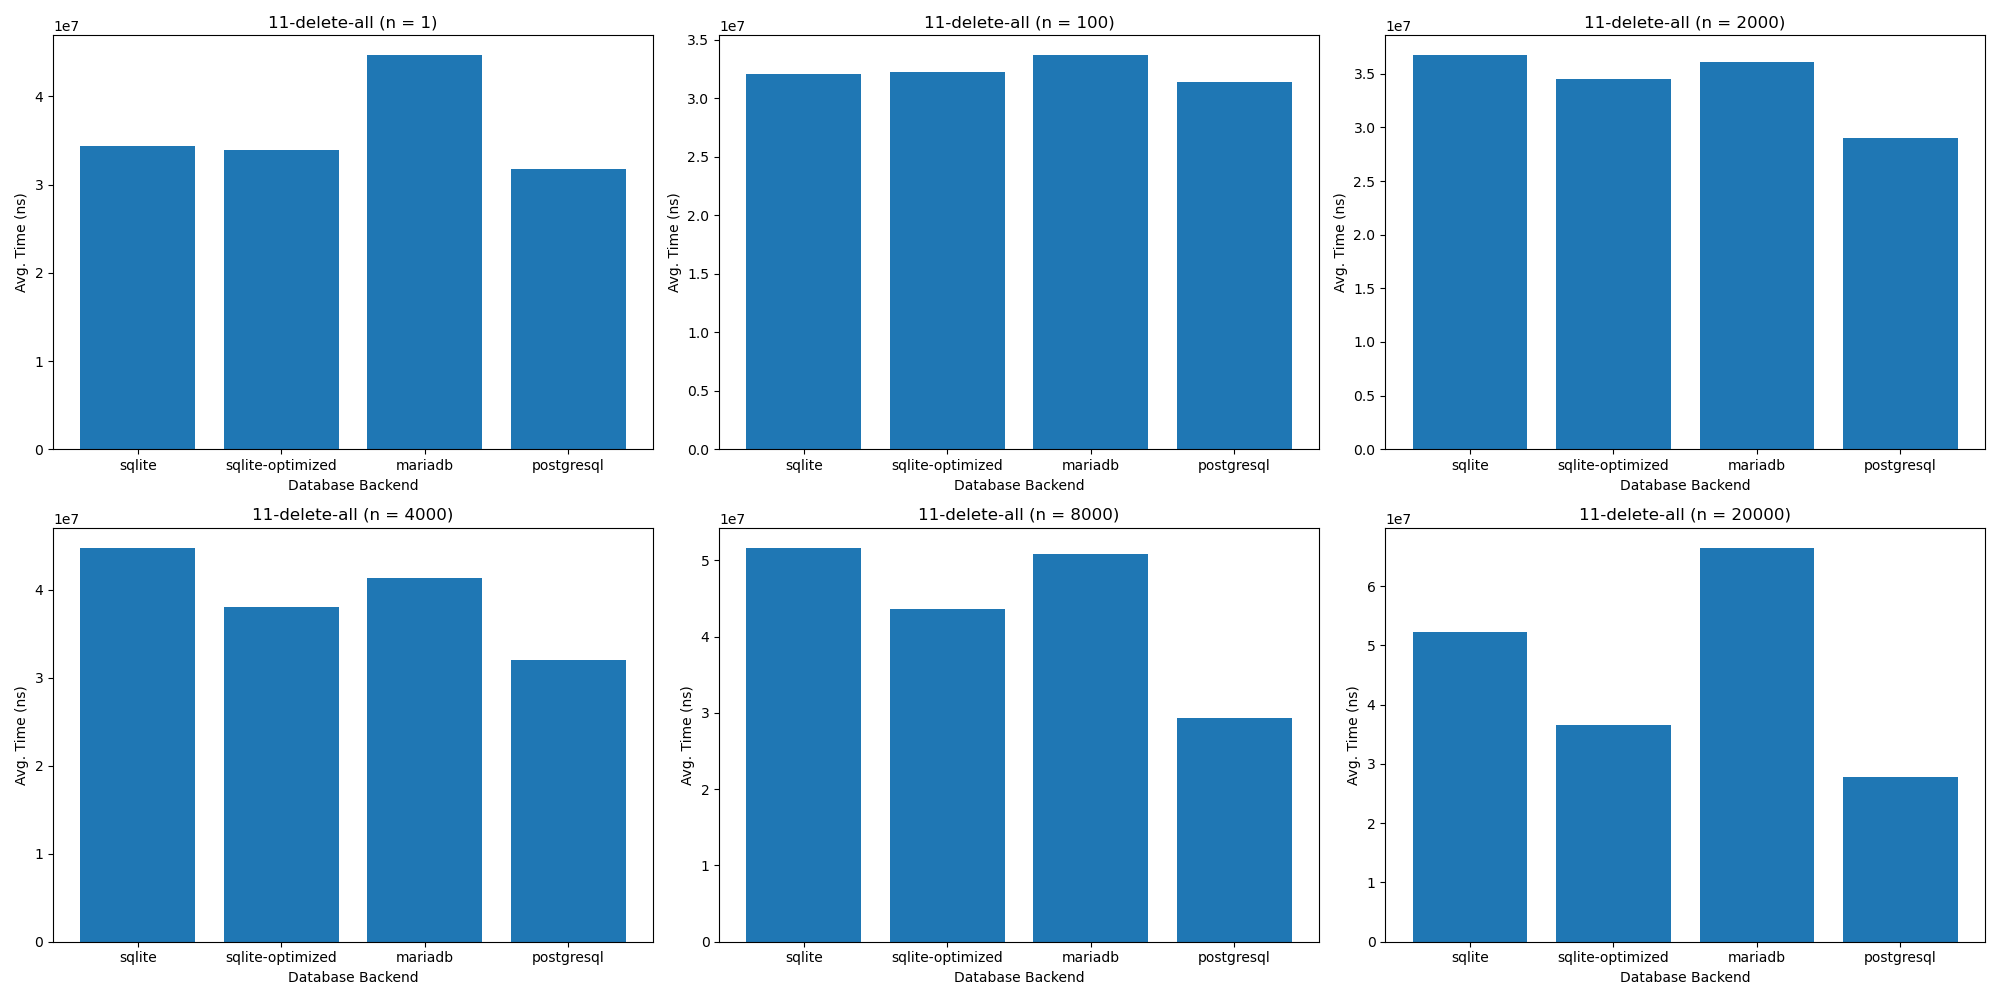 11-delete-all (n = 1)
1e7
4
3
2
1
0
Avg. Time (ns)
sqlite sqlite-optimized mariadb postgresql
Database Backend
11-delete-all (n = 100)
1e7
3.5
3.0
2.5
2.0
1.5
1.0
0.5
0.0
Avg. Time (ns)
sqlite sqlite-optimized mariadb postgresql
Database Backend
11-delete-all (n = 2000)
1e7
3.5
3.0
2.5
2.0
1.5
1.0
0.5
0.0
Avg. Time (ns)
sqlite sqlite-optimized mariadb postgresql
Database Backend
11-delete-all (n = 4000)
1e7
4
3
2
1
0
Avg. Time (ns)
sqlite sqlite-optimized mariadb postgresql
Database Backend
11-delete-all (n = 8000)
1e7
5
4
3
2
1
0
Avg. Time (ns)
sqlite sqlite-optimized mariadb postgresql
Database Backend
11-delete-all (n = 20000)
1e7
6
5
4
3
2
1
0
Avg. Time (ns)
sqlite sqlite-optimized mariadb postgresql
Database Backend